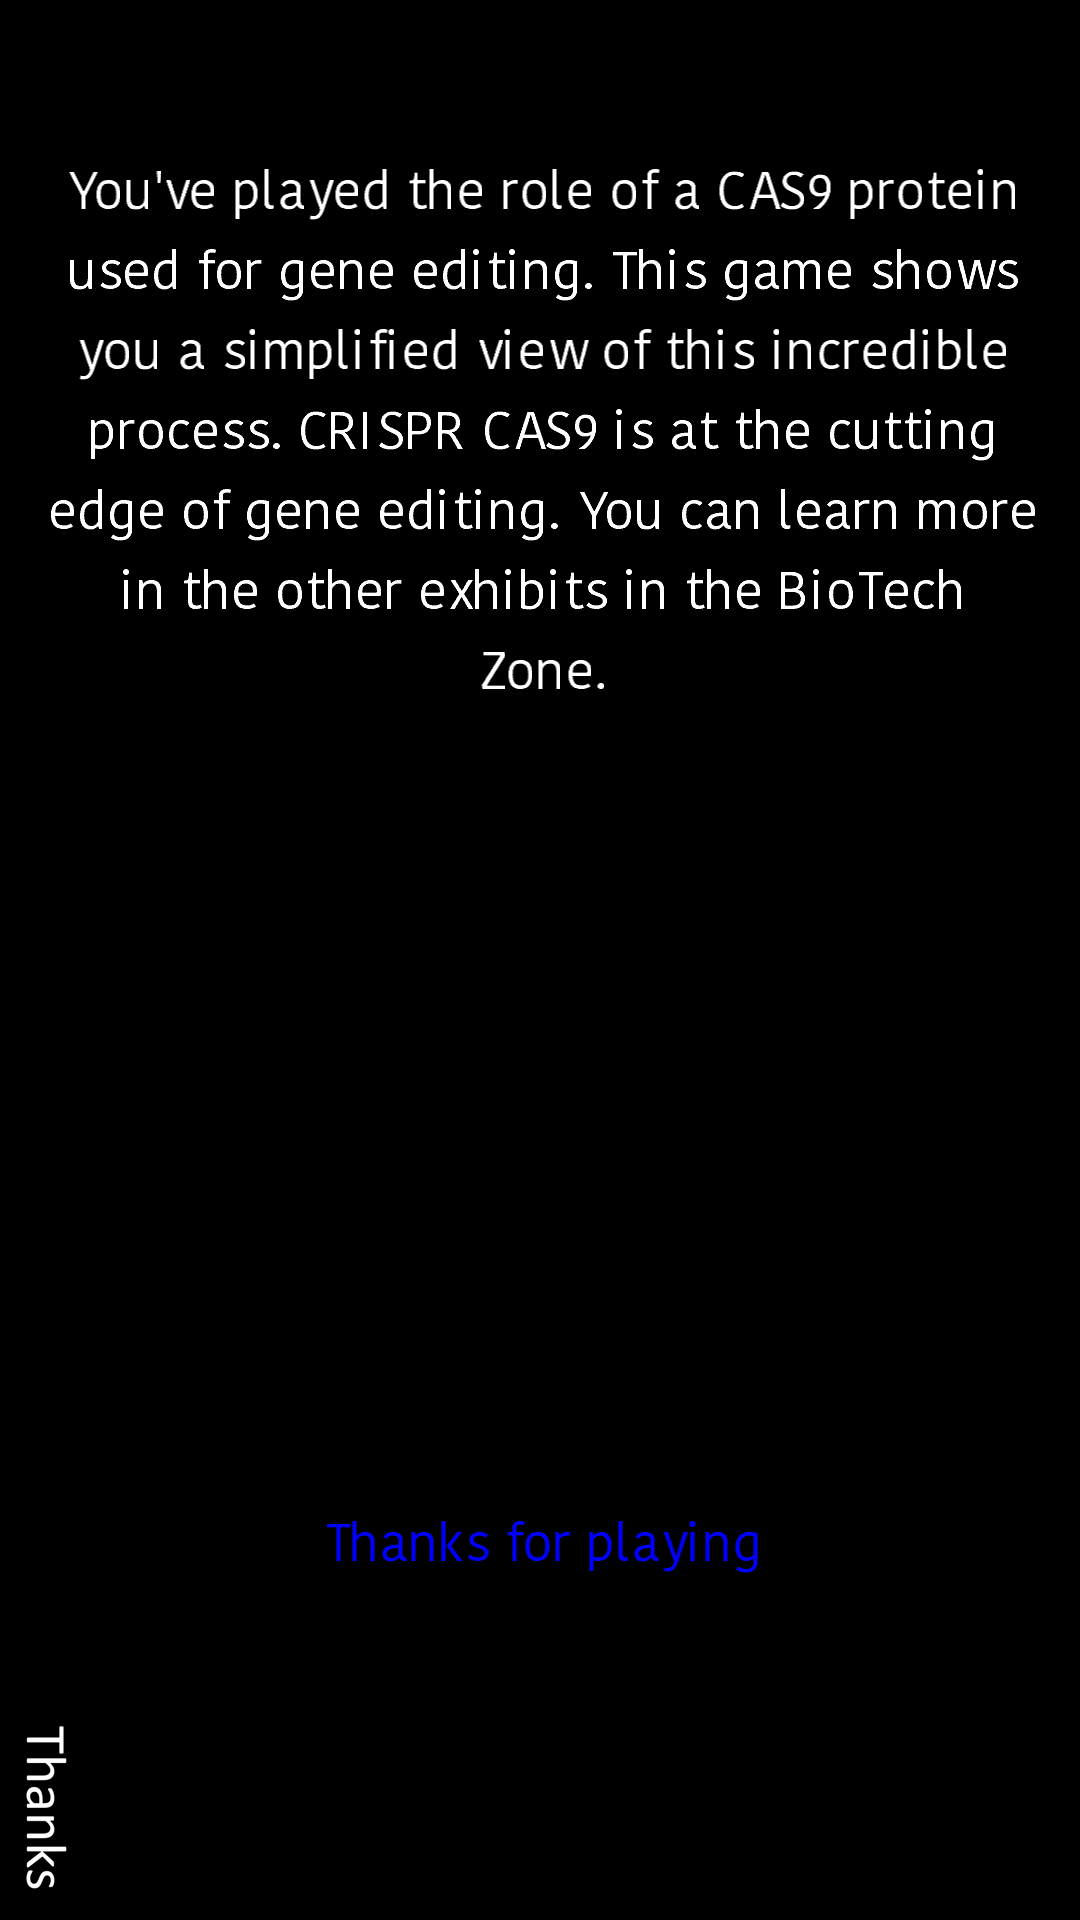 You've played the role of a CAS9 protein
used for gene editing. This game shows
you a simplified view of this incredible
process. CRISPR CAS9 is at the cutting
edge of gene editing. You can learn more
in the other exhibits in the BioTech
Zone.
Thanks for playing
Thanks